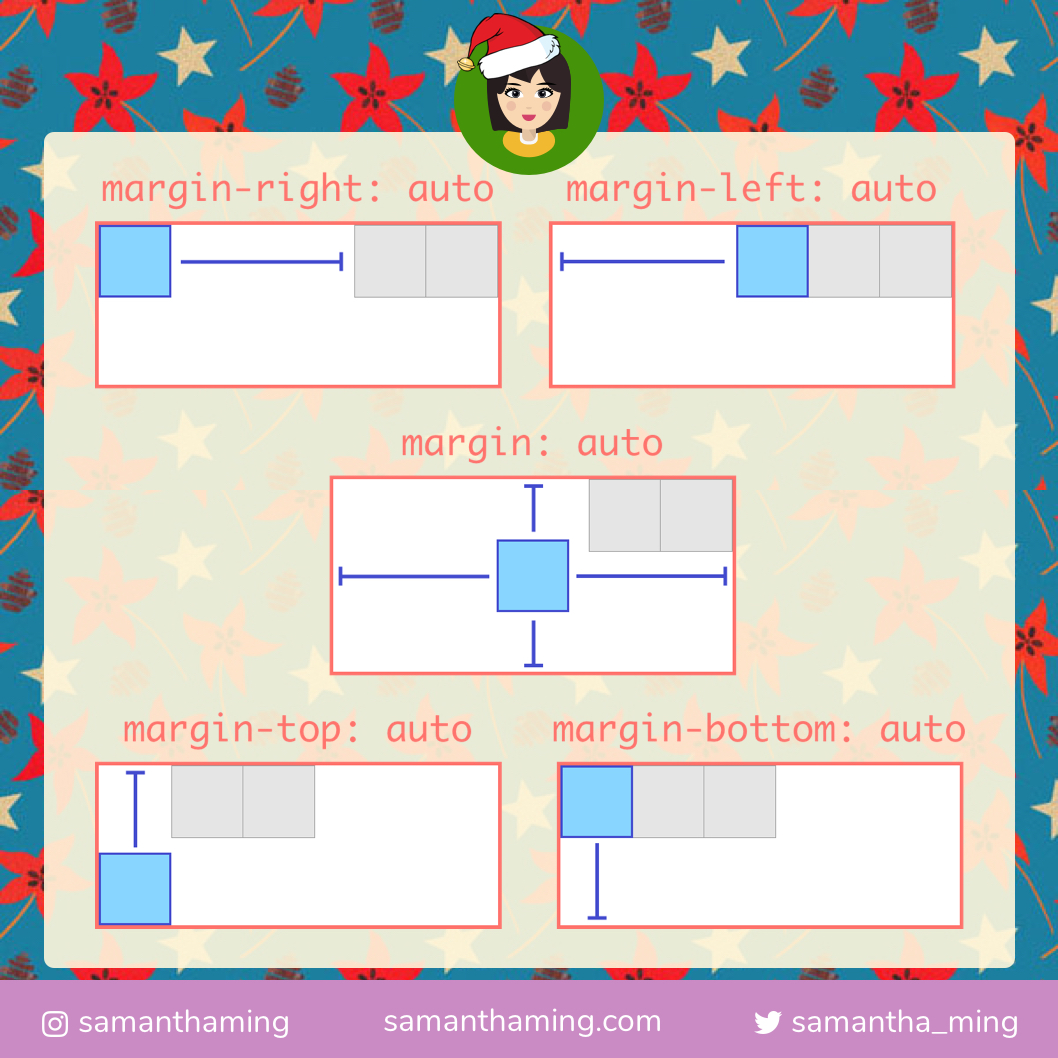 margin-right: auto
margin-left: auto
margin: auto
margin-top: auto
margin-bottom: auto
samanthaming
samanthaming.com
samantha_ming